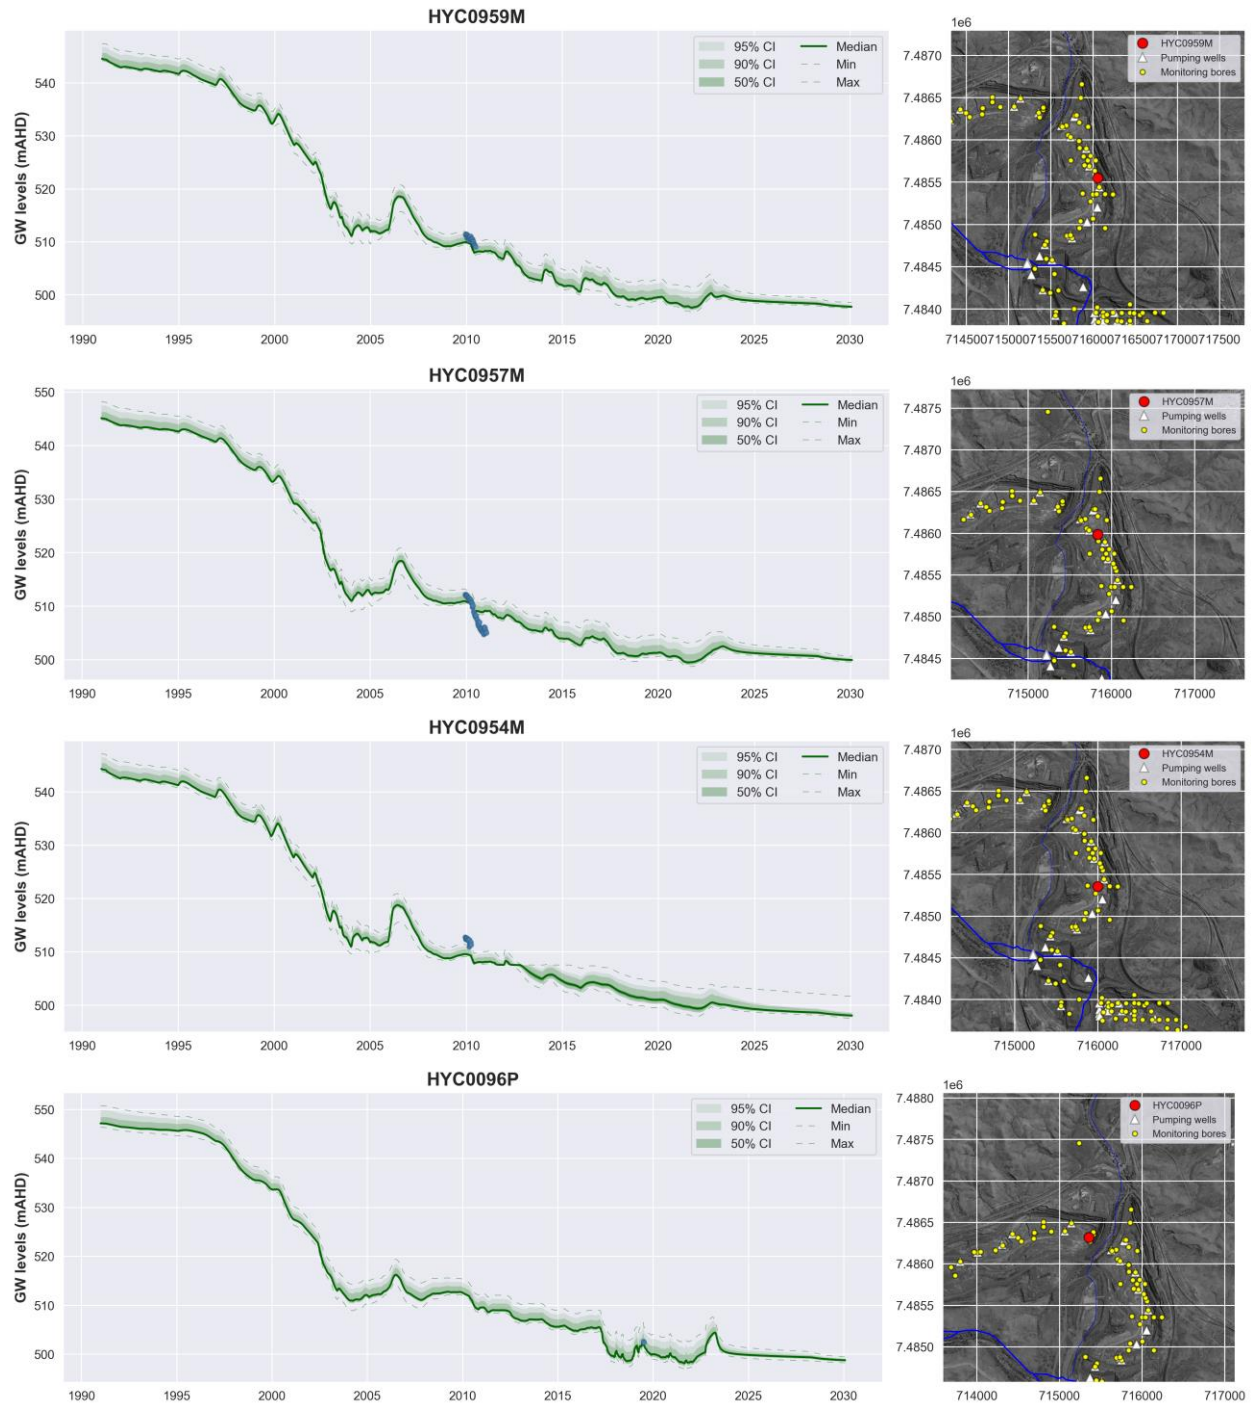 HYC0959M
GW levels (mAHD)
540
530
520
510
500
1990 1995 2000 2005 2010 2015 2020 2025 2030
95% CI Median
90% CI Min
50% CI Max
1e6
7.4870
7.4865
7.4860
7.4855
7.4850
7.4845
7.4840
714500715000715500716000716500717000717500
HYC0959M
Pumping wells
Monitoring bores
HYC0957M
GW levels (mAHD)
550
540
530
520
510
500
1990 1995 2000 2005 2010 2015 2020 2025 2030
95% CI Median
90% CI Min
50% CI Max
1e6
7.4875
7.4870
7.4865
7.4860
7.4855
7.4850
7.4845
715000 716000 717000
HYC0957M
Pumping wells
Monitoring bores
HYC0954M
GW levels (mAHD)
540
530
520
510
500
1990 1995 2000 2005 2010 2015 2020 2025 2030
95% CI Median
90% CI Min
50% CI Max
1e6
7.4870
7.4865
7.4860
7.4855
7.4850
7.4845
7.4840
715000 716000 717000
HYC0954M
Pumping wells
Monitoring bores
HYC0096P
GW levels (mAHD)
550
540
530
520
510
500
1990 1995 2000 2005 2010 2015 2020 2025 2030
95% CI Median
90% CI Min
50% CI Max
1e6
7.4880
7.4875
7.4870
7.4865
7.4860
7.4855
7.4850
714000 715000 716000 717000
HYC0096P
Pumping wells
Monitoring bores